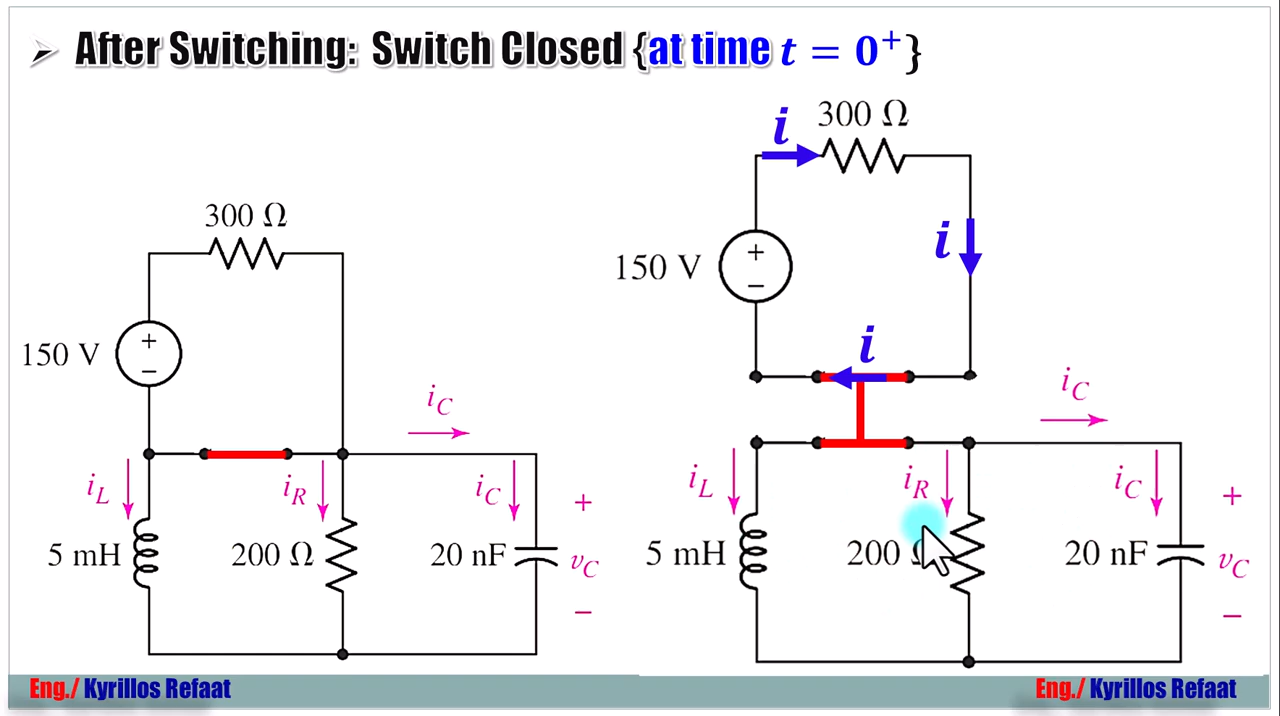 ➢ After Switching: Switch Closed {at time t = 0⁺}
300 Ω
150 V
+
−
i_C
i_L
i_R
i_C
+
5 mH
200 Ω
20 nF
v_C
−
i
300 Ω
i
150 V
+
−
i
i_C
i_L
i_R
i_C
+
5 mH
200
20 nF
v_C
−
Eng./ Kyrillos Refaat
Eng./ Kyrillos Refaat